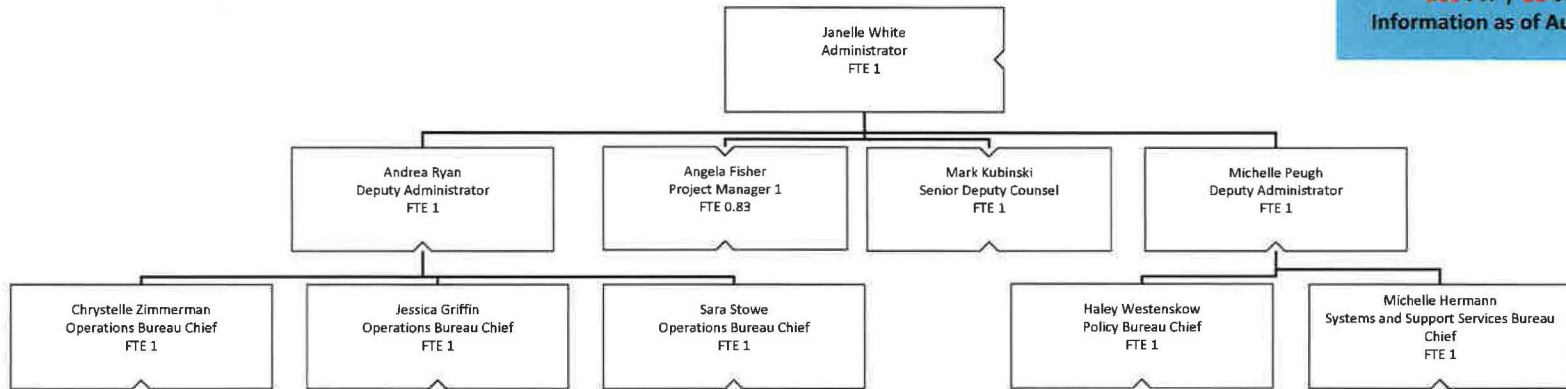 Information as of Au
Janelle White
Administrator
FTE 1
Andrea Ryan
Deputy Administrator
FTE 1
Angela Fisher
Project Manager 1
FTE 0.83
Mark Kubinski
Senior Deputy Counsel
FTE 1
Michelle Peugh
Deputy Administrator
FTE 1
Chrystelle Zimmerman
Operations Bureau Chief
FTE 1
Jessica Griffin
Operations Bureau Chief
FTE 1
Sara Stowe
Operations Bureau Chief
FTE 1
Haley Westenskow
Policy Bureau Chief
FTE 1
Michelle Hermann
Systems and Support Services Bureau
Chief
FTE 1